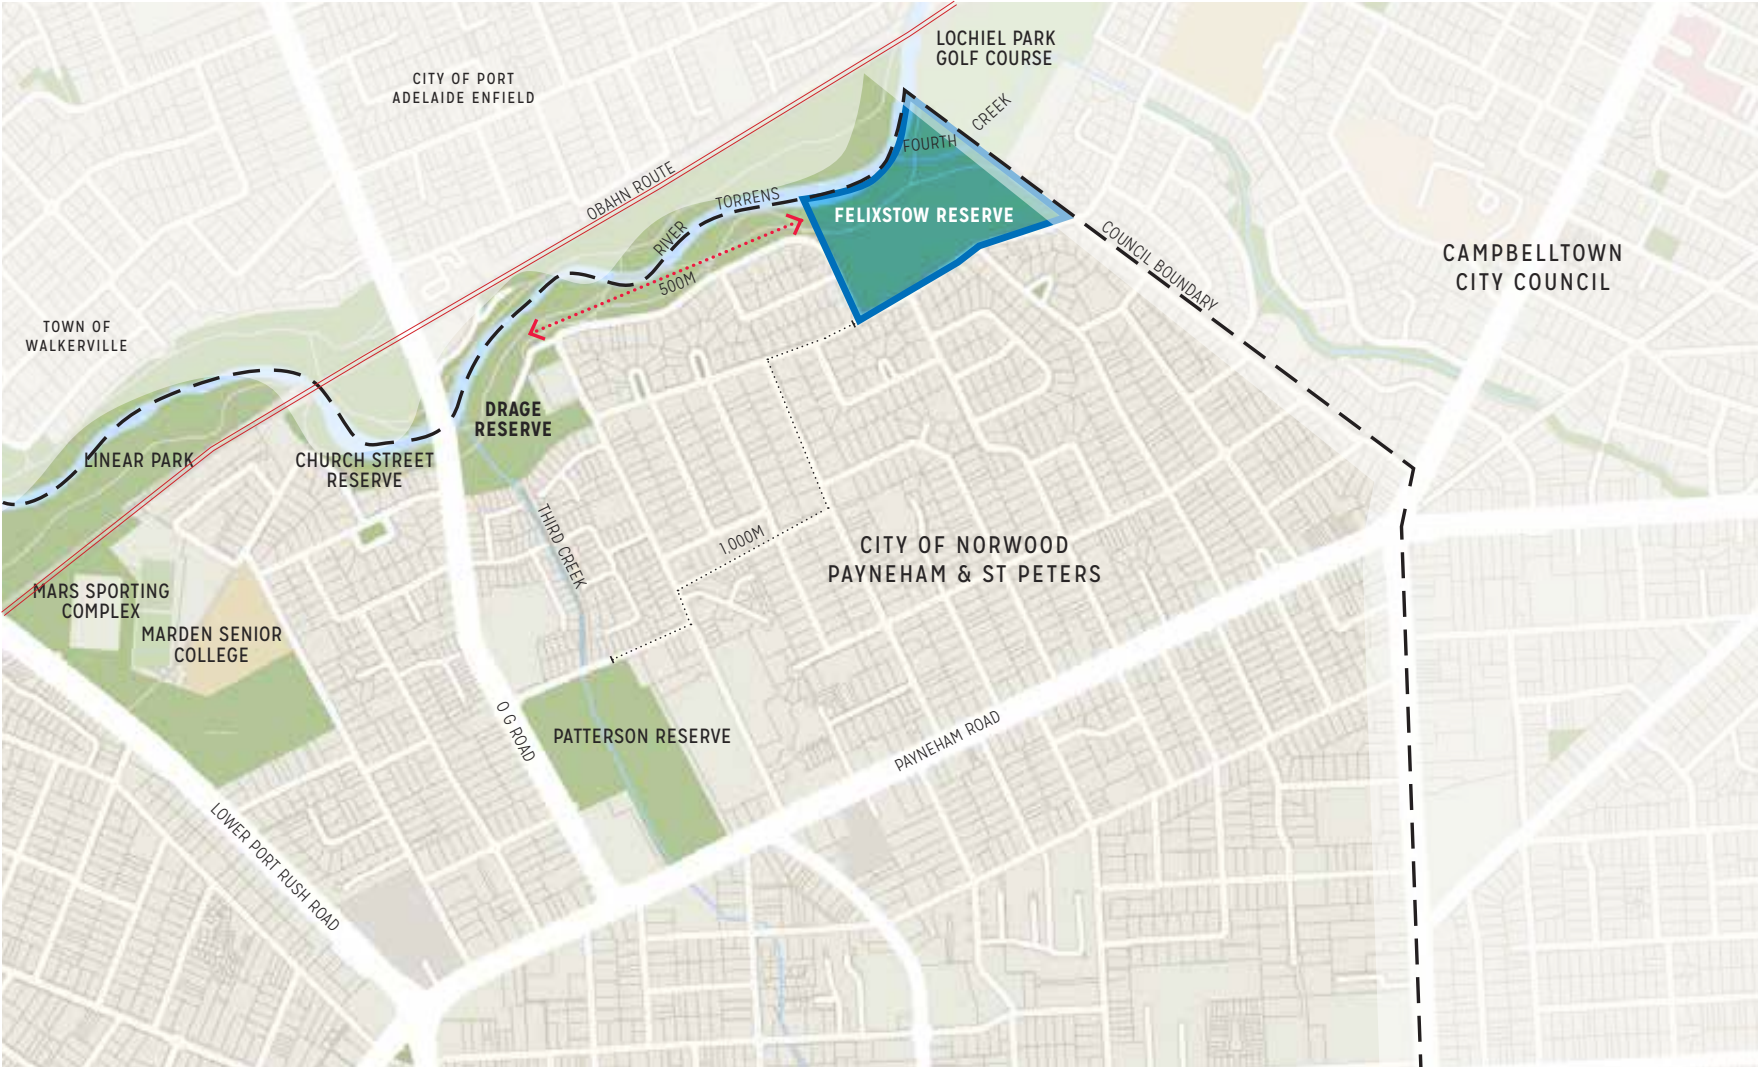 LOCHIEL PARK
GOLF COURSE
CITY OF PORT
ADELAIDE ENFIELD
CREEK
FOURTH
OBAHN ROUTE
TORRENS
RIVER
FELIXSTOW RESERVE
500M
COUNCIL BOUNDARY
CAMPBELLTOWN
CITY COUNCIL
TOWN OF
WALKERVILLE
DRAGE
RESERVE
LINEAR PARK
CHURCH STREET
RESERVE
THIRD CREEK
1,000M
CITY OF NORWOOD
PAYNEHAM & ST PETERS
MARS SPORTING
COMPLEX
MARDEN SENIOR
COLLEGE
O G ROAD
PATTERSON RESERVE
PAYNEHAM ROAD
LOWER PORT RUSH ROAD